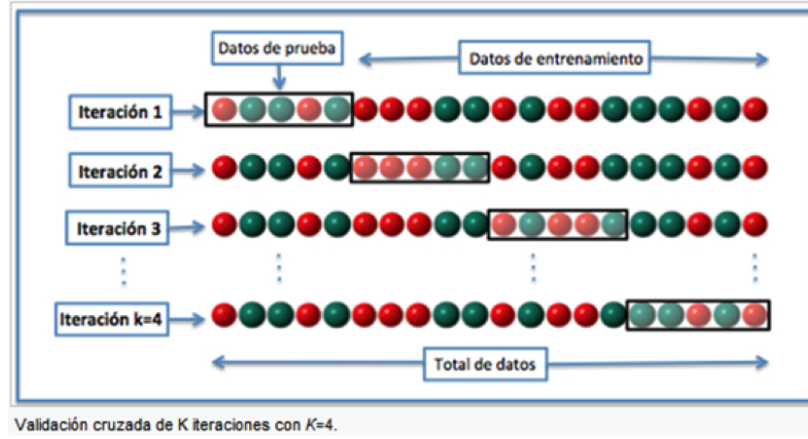 Datos de prueba
Datos de entrenamiento
Iteración 1
Iteración 2
Iteración 3
Iteración k=4
Total de datos
Validación cruzada de K iteraciones con K=4.